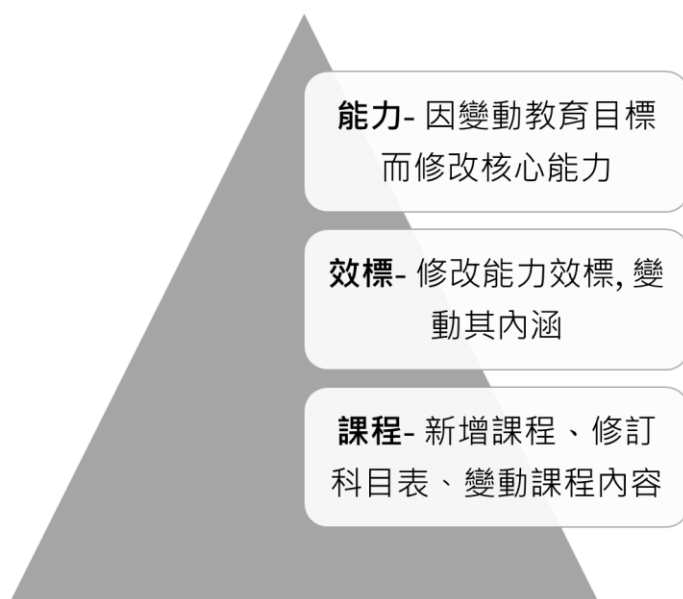 能力- 因變動教育目標
而修改核心能力
效標- 修改能力效標, 變
動其內涵
課程- 新增課程、修訂
科目表、變動課程內容